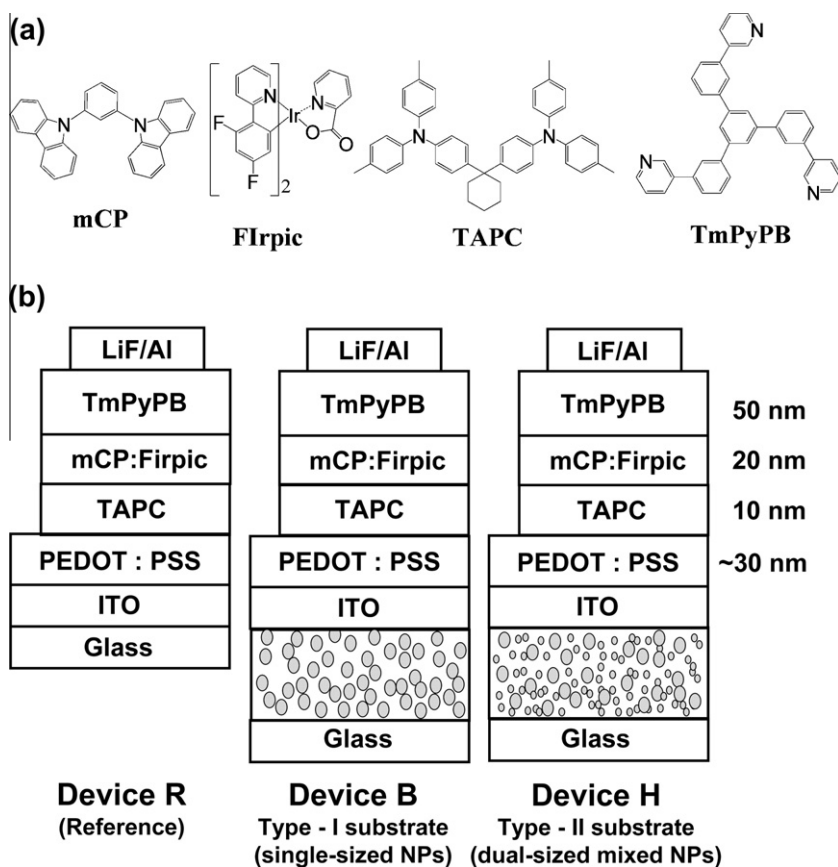 (a)
N
N
mCP
N
Ir
N
O
O
F
F
2
FIrpic
N
N
TAPC
N
N
N
TmPyPB
(b)
LiF/Al
TmPyPB
mCP:Firpic
TAPC
PEDOT : PSS
ITO
Glass
Device R
(Reference)
LiF/Al
TmPyPB
mCP:Firpic
TAPC
PEDOT : PSS
ITO
Glass
Device B
Type - I substrate
(single-sized NPs)
LiF/Al
TmPyPB
mCP:Firpic
TAPC
PEDOT : PSS
ITO
Glass
Device H
Type - II substrate
(dual-sized mixed NPs)
50 nm
20 nm
10 nm
~30 nm